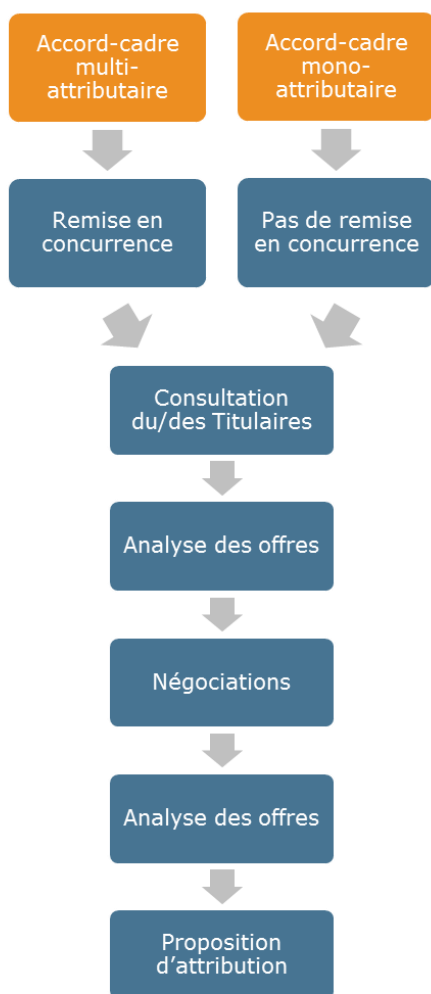 Accord-cadre
multi-
attributaire
Accord-cadre
mono-
attributaire
Remise en
concurrence
Pas de remise
en concurrence
Consultation
du/des Titulaires
Analyse des offres
Négociations
Analyse des offres
Proposition
d’attribution